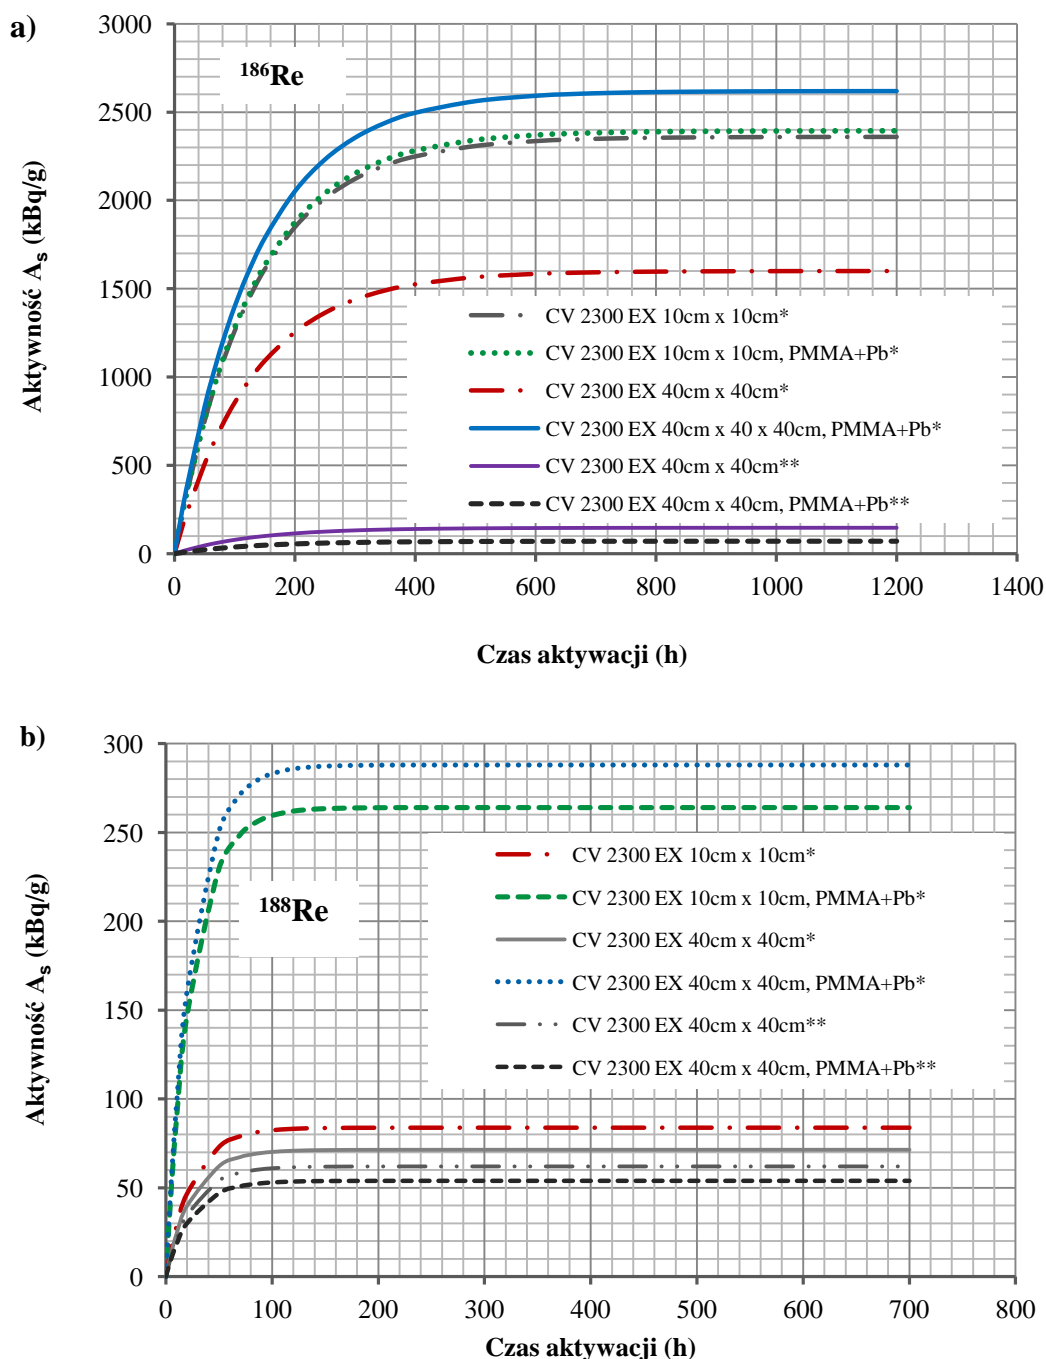 a)
3000
2500
2000
1500
1000
500
0
Aktywność Aₛ (kBq/g)
¹⁸⁶Re
CV 2300 EX 10cm x 10cm*
CV 2300 EX 10cm x 10cm, PMMA+Pb*
CV 2300 EX 40cm x 40cm*
CV 2300 EX 40cm x 40 x 40cm, PMMA+Pb*
CV 2300 EX 40cm x 40cm**
CV 2300 EX 40cm x 40cm, PMMA+Pb**
0 200 400 600 800 1000 1200 1400
Czas aktywacji (h)
b)
300
250
200
150
100
50
0
Aktywność Aₛ (kBq/g)
¹⁸⁸Re
CV 2300 EX 10cm x 10cm*
CV 2300 EX 10cm x 10cm, PMMA+Pb*
CV 2300 EX 40cm x 40cm*
CV 2300 EX 40cm x 40cm, PMMA+Pb*
CV 2300 EX 40cm x 40cm**
CV 2300 EX 40cm x 40cm, PMMA+Pb**
0 100 200 300 400 500 600 700 800
Czas aktywacji (h)